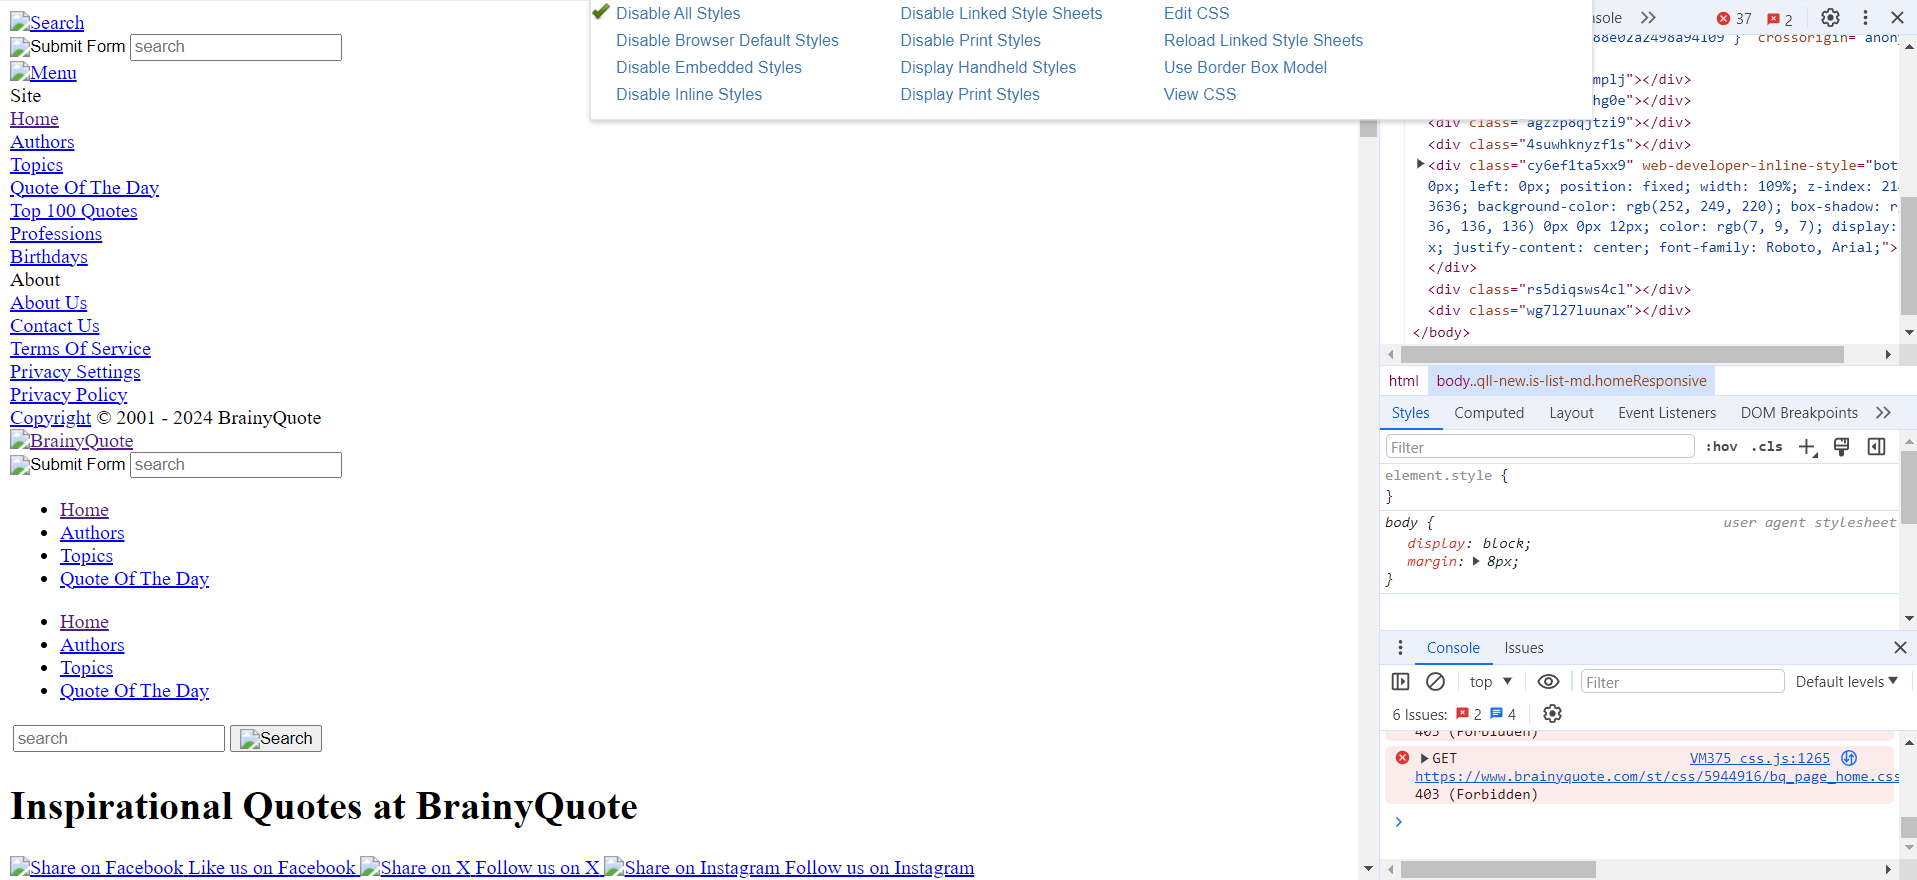 Search
Submit Form search
Menu
Site
Home
Authors
Topics
Quote Of The Day
Top 100 Quotes
Professions
Birthdays
About
About Us
Contact Us
Terms Of Service
Privacy Settings
Privacy Policy
Copyright © 2001 - 2024 BrainyQuote
BrainyQuote
Submit Form search
Home
Authors
Topics
Quote Of The Day
Home
Authors
Topics
Quote Of The Day
search Search
Inspirational Quotes at BrainyQuote
Share on Facebook Like us on Facebook Share on X Follow us on X Share on Instagram Follow us on Instagram
Disable All Styles Disable Linked Style Sheets Edit CSS
Disable Browser Default Styles Disable Print Styles Reload Linked Style Sheets
Disable Embedded Styles Display Handheld Styles Use Border Box Model
Disable Inline Styles Display Print Styles View CSS
nsole 37 2
mplj"></div>
hg0e"></div>
<div class="agzzp8qjtzi9"></div>
<div class="4suwhknyzf1s"></div>
<div class="cy6ef1ta5xx9" web-developer-inline-style="bot
0px; left: 0px; position: fixed; width: 109%; z-index: 214
3636; background-color: rgb(252, 249, 220); box-shadow: r
36, 136, 136) 0px 0px 12px; color: rgb(7, 9, 7); display:
x; justify-content: center; font-family: Roboto, Arial;">
</div>
<div class="rs5diqsws4cl"></div>
<div class="wg7l27luunax"></div>
</body>
html body..qll-new.is-list-md.homeResponsive
Styles Computed Layout Event Listeners DOM Breakpoints
Filter :hov .cls
element.style {
}
body { user agent stylesheet
display: block;
margin: 8px;
}
Console Issues
top Filter Default levels
6 Issues: 2 4
403 (Forbidden)
GET VM375 css.js:1265
https://www.brainyquote.com/st/css/5944916/bq_page_home.css
403 (Forbidden)